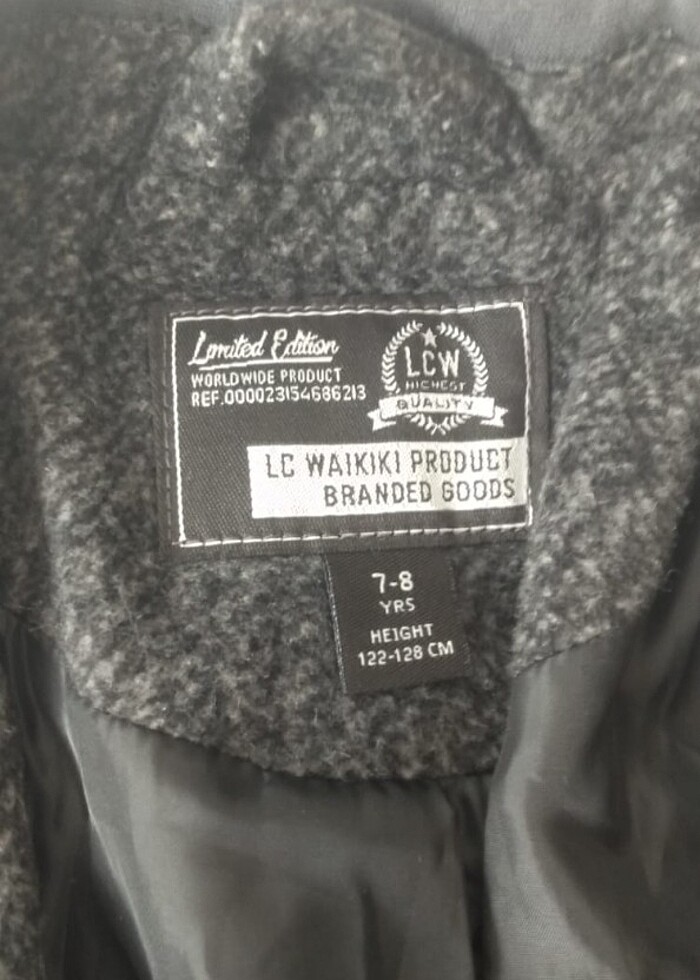 Limited Edition
WORLDWIDE PRODUCT
REF.000023154686213
LCW
HIGHEST
QUALITY
LC WAIKIKI PRODUCT
BRANDED GOODS
7-8
YRS
HEIGHT
122-128 CM